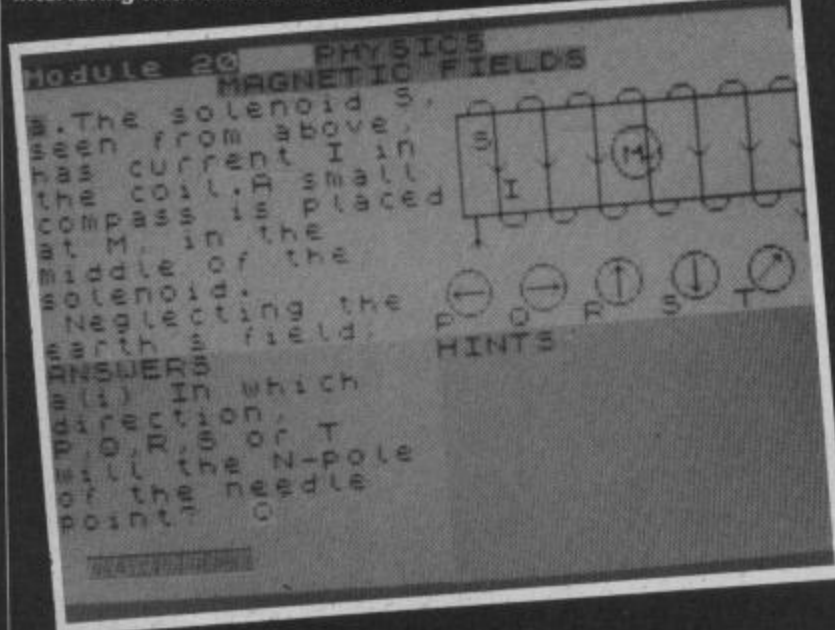 Module 20
PHYSICS
MAGNETIC FIELDS
a.The solenoid S,
seen from above,
has current I in
the coil.A small
compass is placed
at M, in the
middle of the
solenoid.
Neglecting the
earth's field,
S
M
I
P
Q
R
S
T
ANSWERS
a(i) In which
direction,
P,Q,R,S or T
will the N-pole
of the needle
point? Q
HINTS